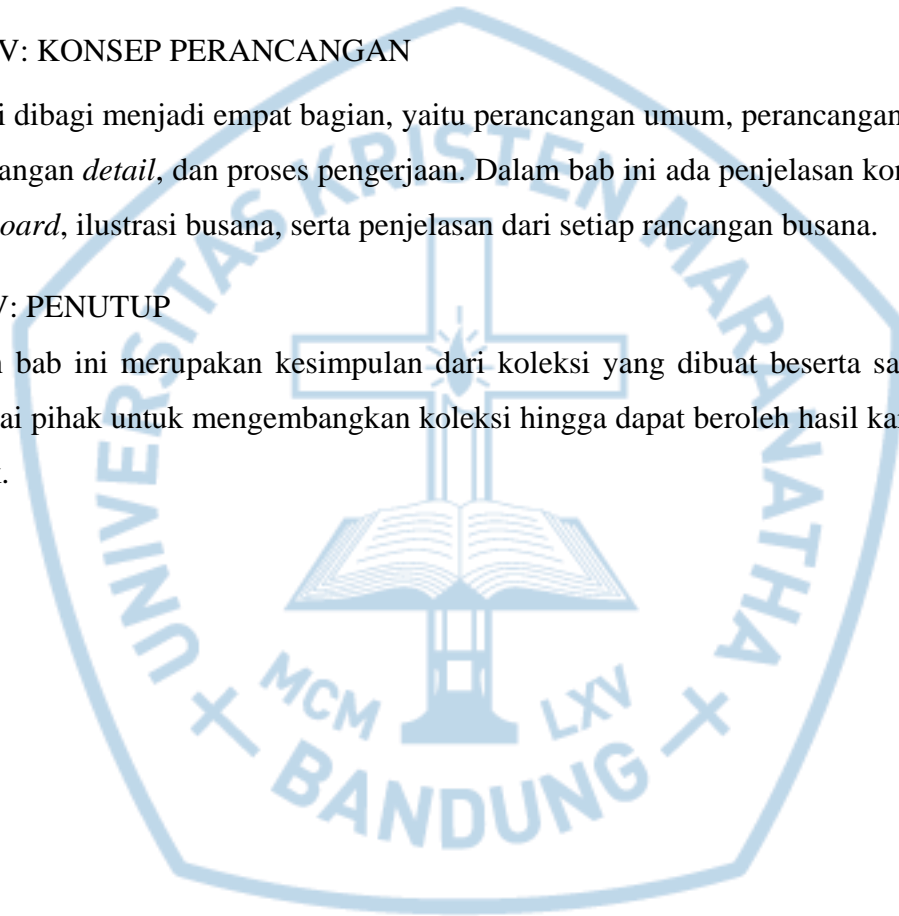 V: KONSEP PERANCANGAN
i dibagi menjadi empat bagian, yaitu perancangan umum, perancangan
angan detail, dan proses pengerjaan. Dalam bab ini ada penjelasan kon
oard, ilustrasi busana, serta penjelasan dari setiap rancangan busana.
V: PENUTUP
bab ini merupakan kesimpulan dari koleksi yang dibuat beserta sa
ai pihak untuk mengembangkan koleksi hingga dapat beroleh hasil ka
UNIVERSITAS KRISTEN MARANATHA
MCM LXV
BANDUNG